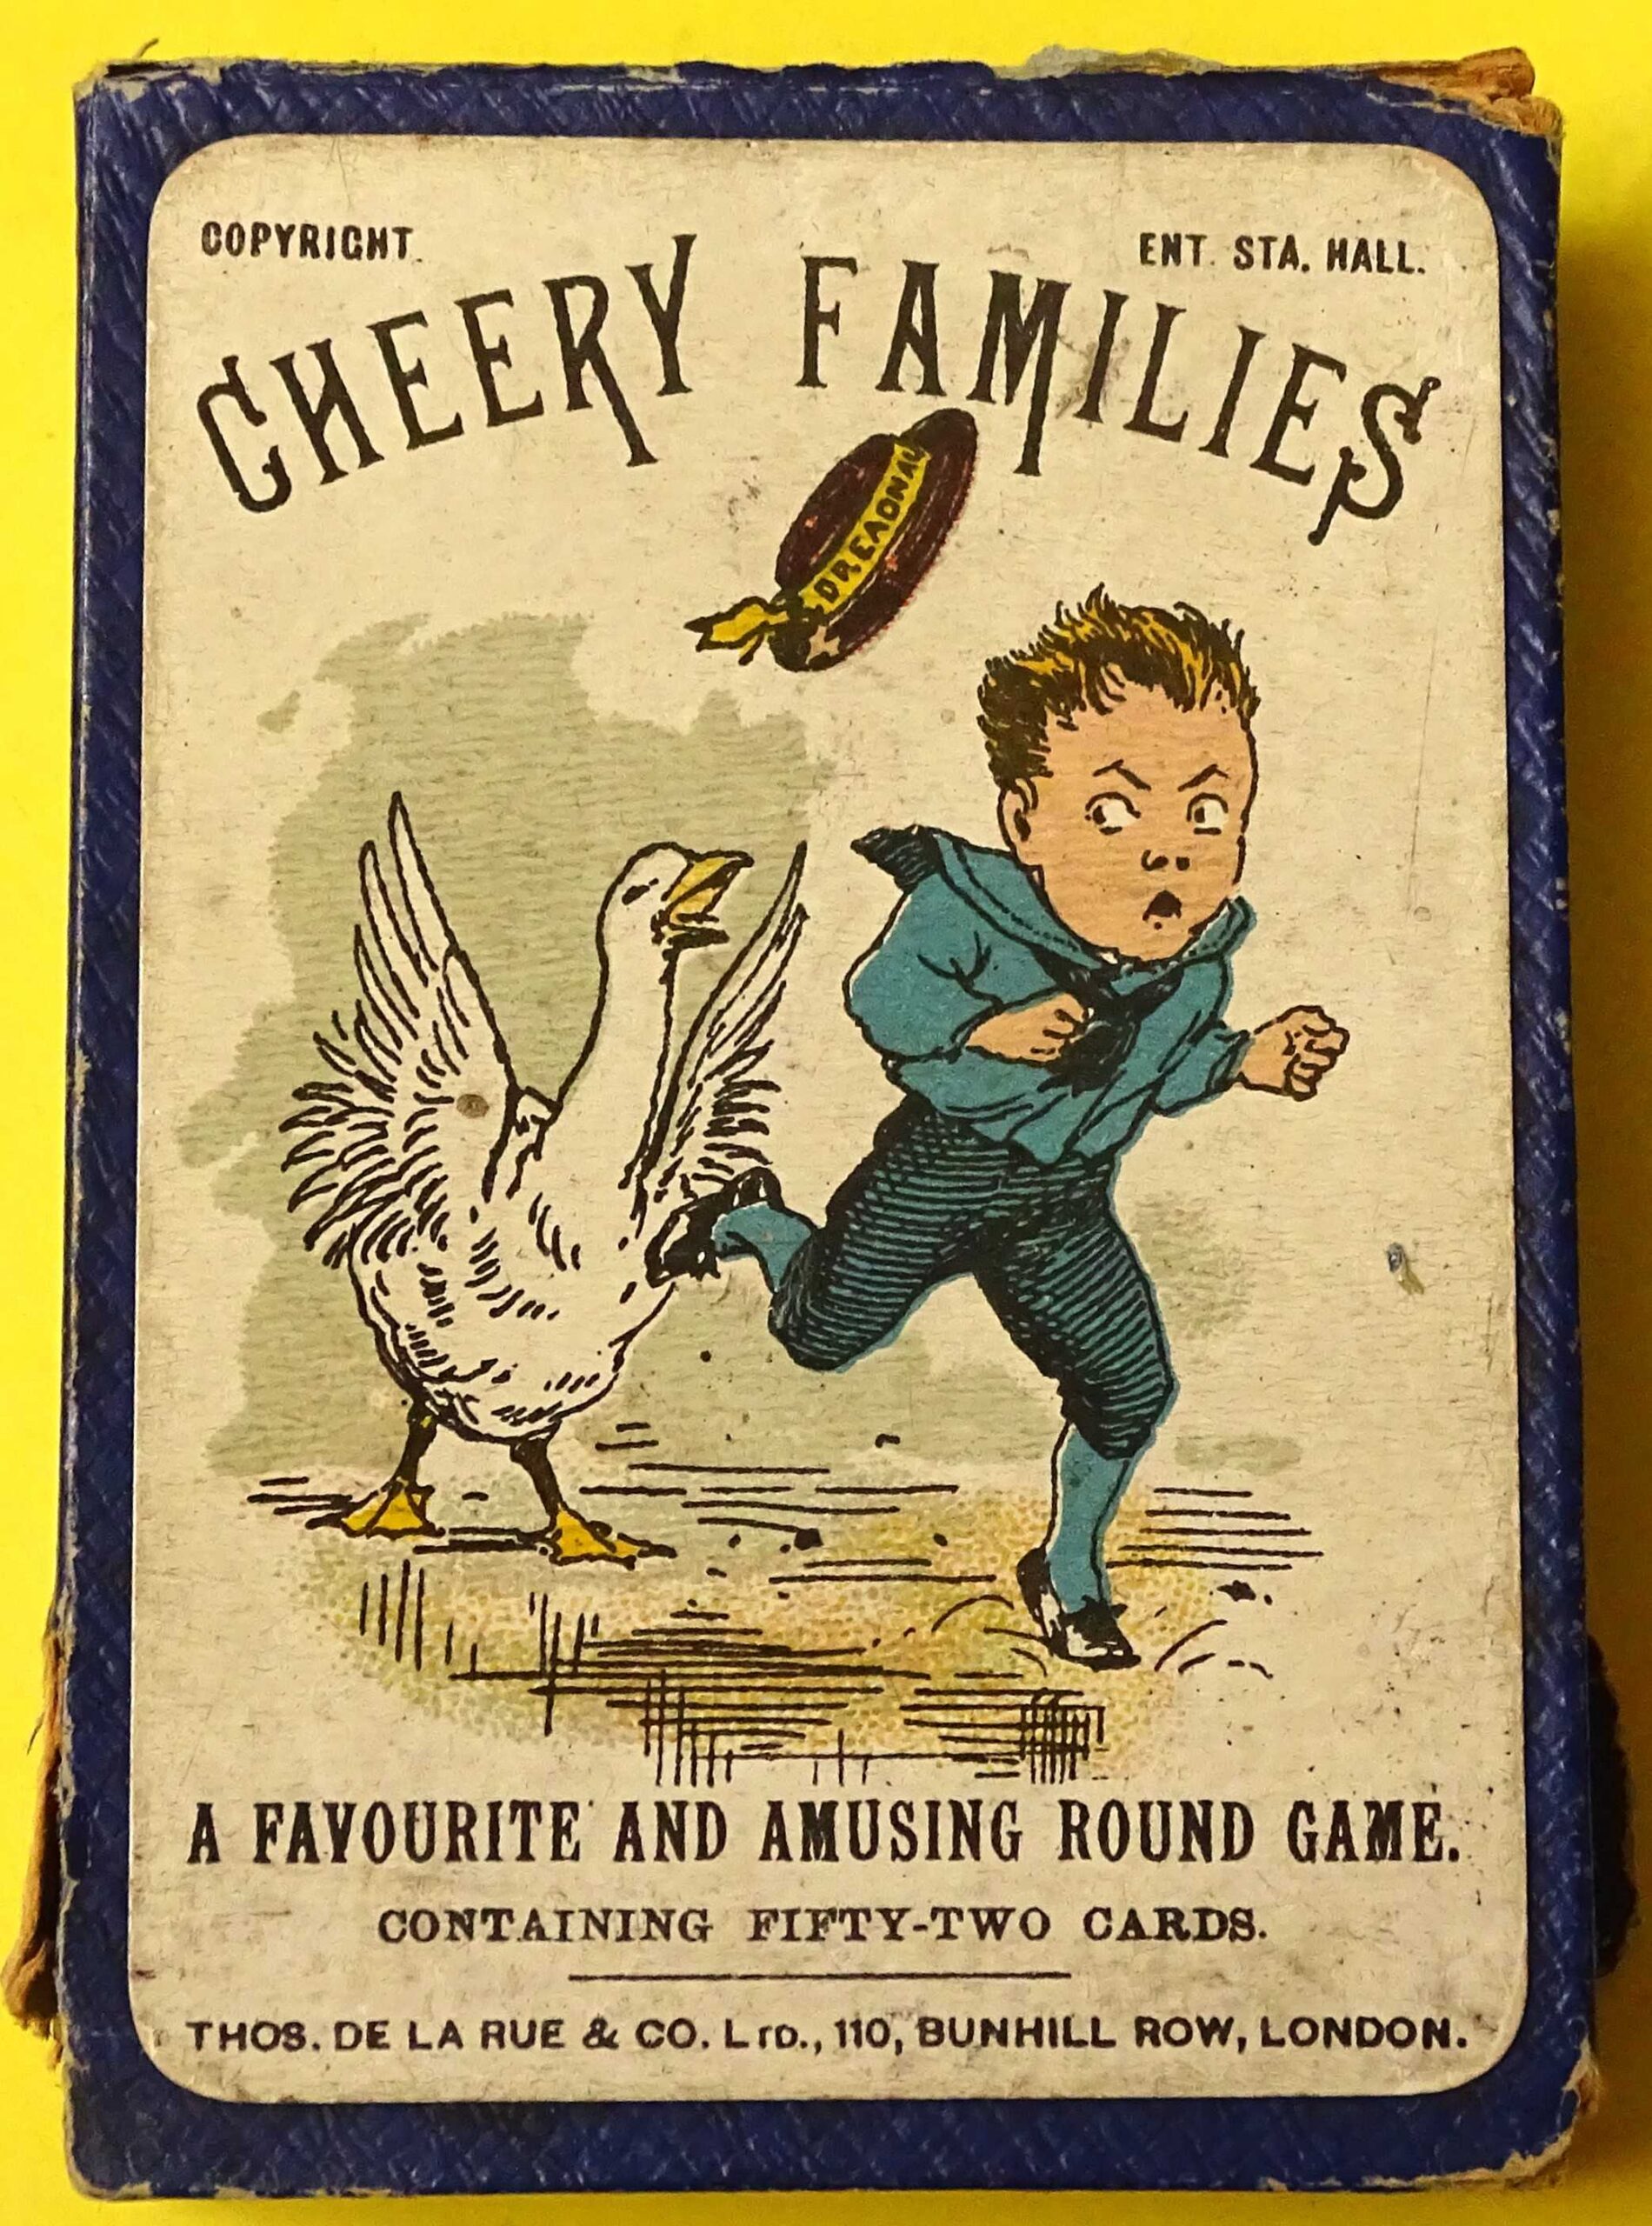 COPYRIGHT.
ENT. STA. HALL.
CHEERY FAMILIES
DREADNAU
A FAVOURITE AND AMUSING ROUND GAME.
CONTAINING FIFTY-TWO CARDS.
THOS. DE LA RUE & CO. LTD., 110, BUNHILL ROW, LONDON.